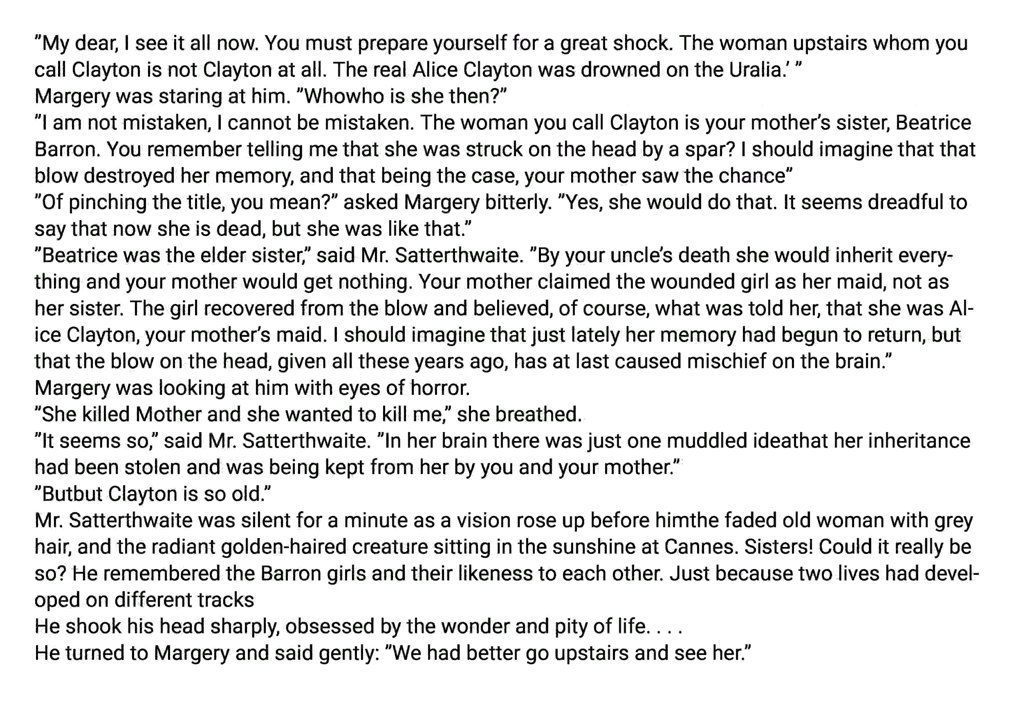 ”My dear, I see it all now. You must prepare yourself for a great shock. The woman upstairs whom you
call Clayton is not Clayton at all. The real Alice Clayton was drowned on the Uralia.’ ”
Margery was staring at him. ”Whowho is she then?”
”I am not mistaken, I cannot be mistaken. The woman you call Clayton is your mother’s sister, Beatrice
Barron. You remember telling me that she was struck on the head by a spar? I should imagine that that
blow destroyed her memory, and that being the case, your mother saw the chance”
”Of pinching the title, you mean?” asked Margery bitterly. ”Yes, she would do that. It seems dreadful to
say that now she is dead, but she was like that.”
”Beatrice was the elder sister,” said Mr. Satterthwaite. ”By your uncle’s death she would inherit every-
thing and your mother would get nothing. Your mother claimed the wounded girl as her maid, not as
her sister. The girl recovered from the blow and believed, of course, what was told her, that she was Al-
ice Clayton, your mother’s maid. I should imagine that just lately her memory had begun to return, but
that the blow on the head, given all these years ago, has at last caused mischief on the brain.”
Margery was looking at him with eyes of horror.
”She killed Mother and she wanted to kill me,” she breathed.
”It seems so,” said Mr. Satterthwaite. ”In her brain there was just one muddled ideathat her inheritance
had been stolen and was being kept from her by you and your mother.”
”Butbut Clayton is so old.”
Mr. Satterthwaite was silent for a minute as a vision rose up before himthe faded old woman with grey
hair, and the radiant golden-haired creature sitting in the sunshine at Cannes. Sisters! Could it really be
so? He remembered the Barron girls and their likeness to each other. Just because two lives had devel-
oped on different tracks
He shook his head sharply, obsessed by the wonder and pity of life. . . .
He turned to Margery and said gently: ”We had better go upstairs and see her.”